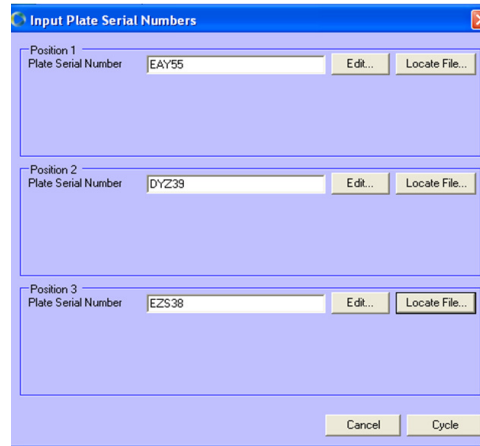 Input Plate Serial Numbers
Position 1
Plate Serial Number EAY55 Edit... Locate File...
Position 2
Plate Serial Number DYZ39 Edit... Locate File...
Position 3
Plate Serial Number EZS38 Edit... Locate File...
Cancel Cycle